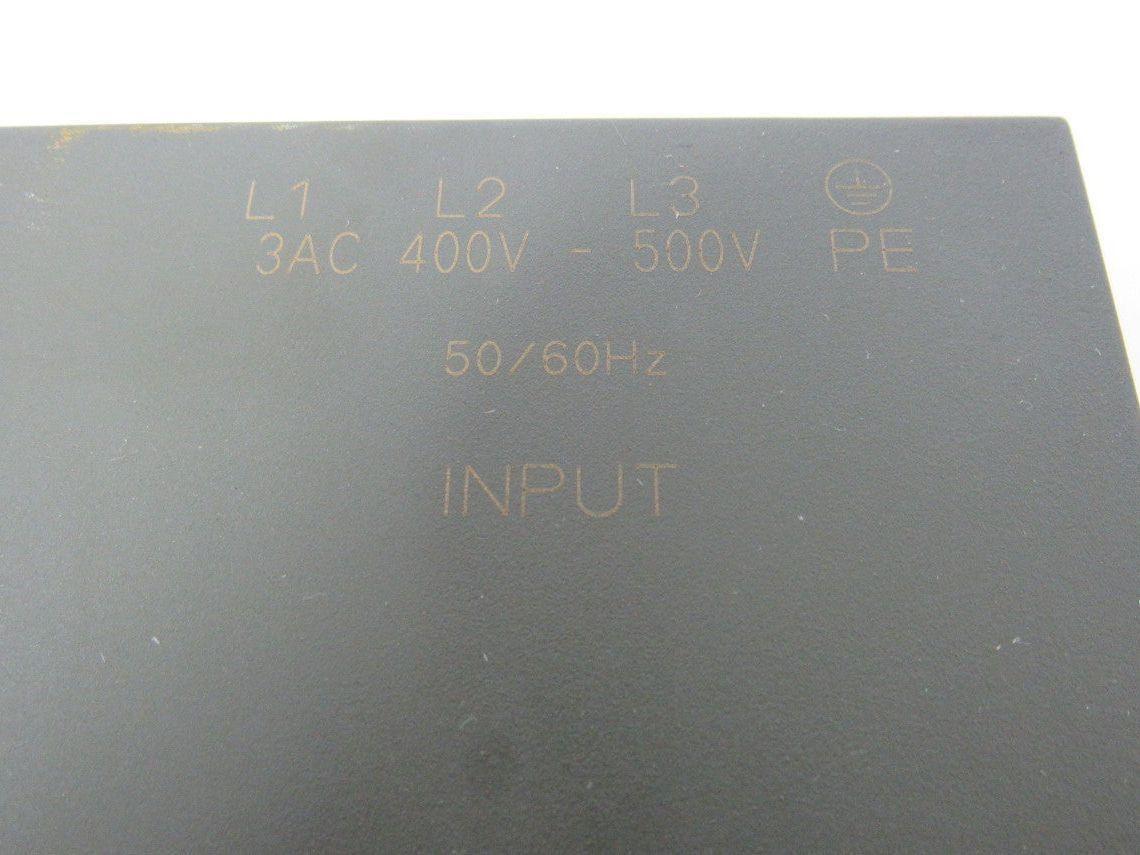 L1 L2 L3
3AC 400V - 500V PE
50/60Hz
INPUT